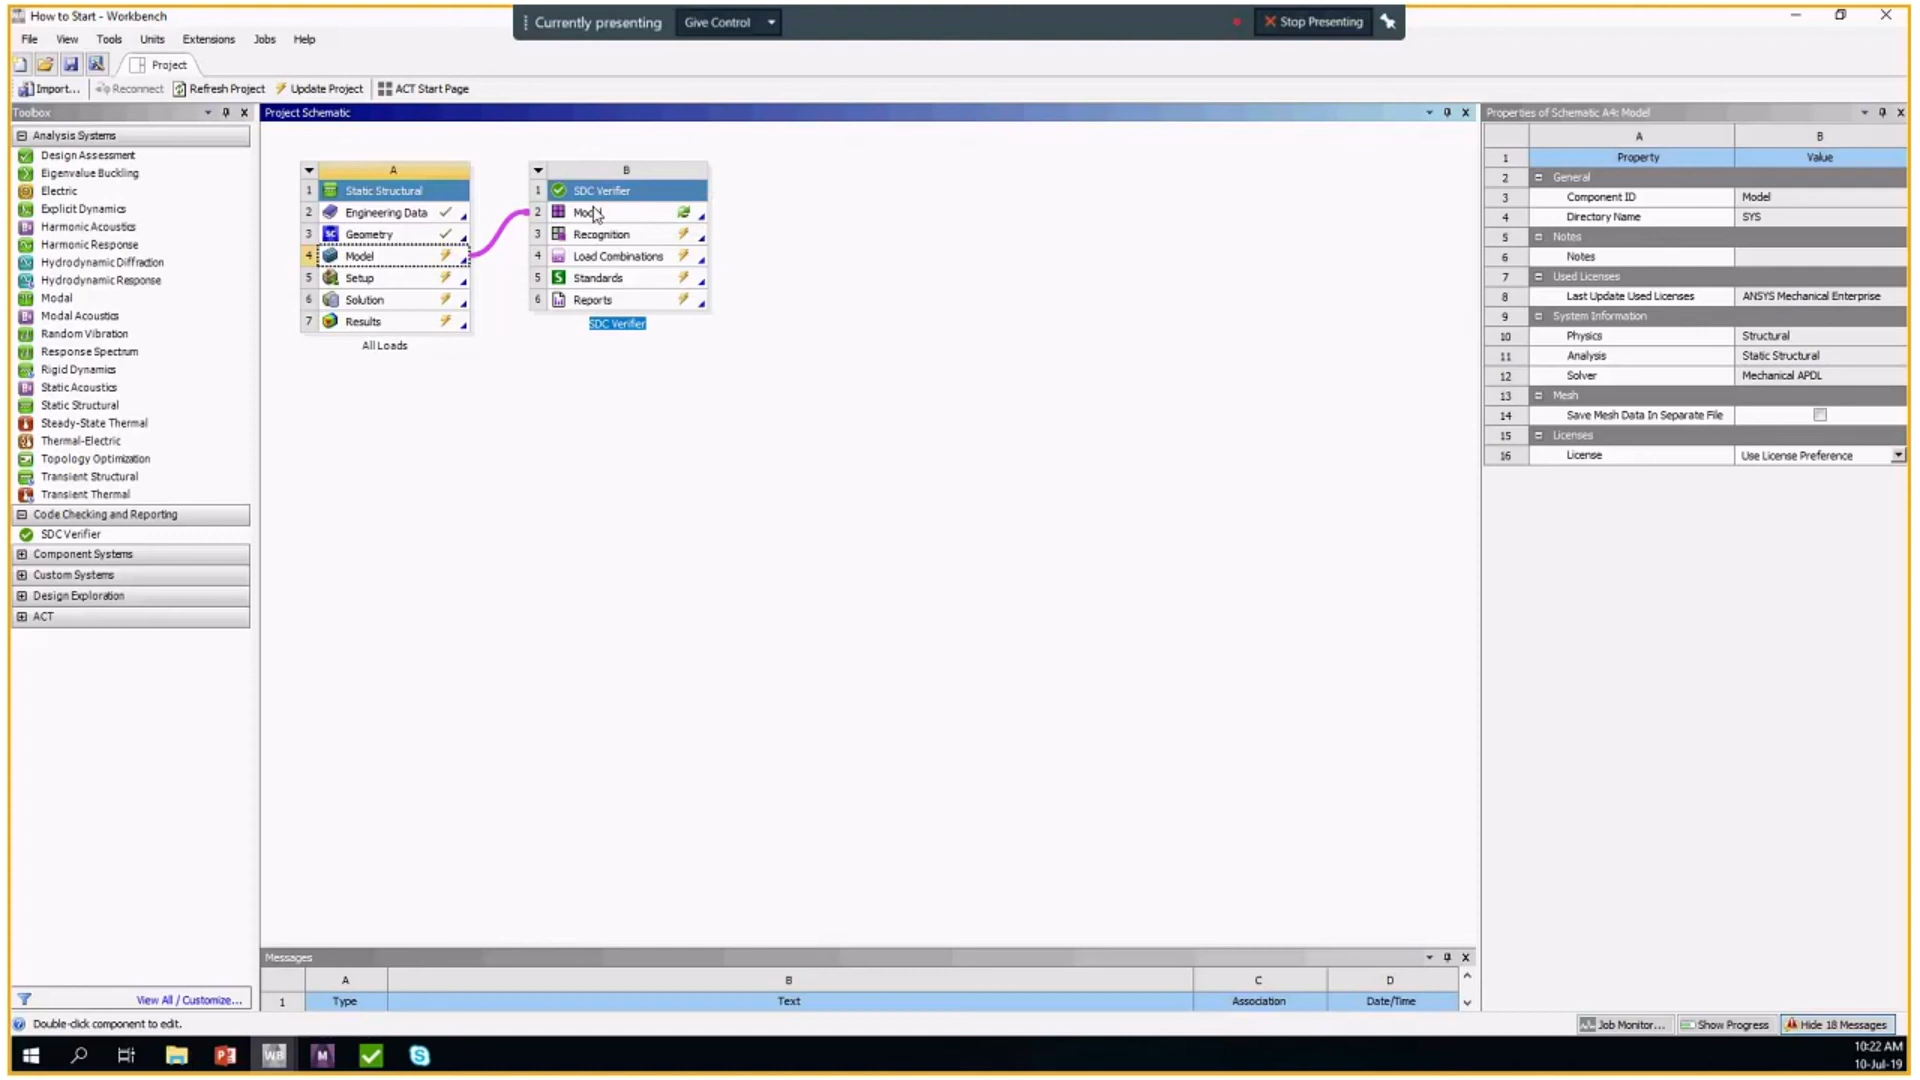 How to Start - Workbench
Currently presenting
Give Control
Stop Presenting
File View Tools Units Extensions Jobs Help
Project
Import... Reconnect Refresh Project Update Project ACT Start Page
Toolbox
Analysis Systems
Design Assessment
Eigenvalue Buckling
Electric
Explicit Dynamics
Harmonic Acoustics
Harmonic Response
Hydrodynamic Diffraction
Hydrodynamic Response
Modal
Modal Acoustics
Random Vibration
Response Spectrum
Rigid Dynamics
Static Acoustics
Static Structural
Steady-State Thermal
Thermal-Electric
Topology Optimization
Transient Structural
Transient Thermal
Code Checking and Reporting
SDC Verifier
Component Systems
Custom Systems
Design Exploration
ACT
View All / Customize...
Project Schematic
A
1 Static Structural
2 Engineering Data
3 Geometry
4 Model
5 Setup
6 Solution
7 Results
All Loads
B
1 SDC Verifier
2
3 Recognition
4 Load Combinations
5 Standards
6 Reports
SDC Verifier
Properties of Schematic A4: Model
A B
1 Property Value
2 General
3 Component ID Model
4 Directory Name SYS
5 Notes
6 Notes
7 Used Licenses
8 Last Update Used Licenses ANSYS Mechanical Enterprise
9 System Information
10 Physics Structural
11 Analysis Static Structural
12 Solver Mechanical APDL
13 Mesh
14 Save Mesh Data In Separate File
15 Licenses
16 License Use License Preference
Messages
A B C D
1 Type Text Association Date/Time
Double-click component to edit.
Job Monitor... Show Progress Hide 18 Messages
10:22 AM
10-Jul-19